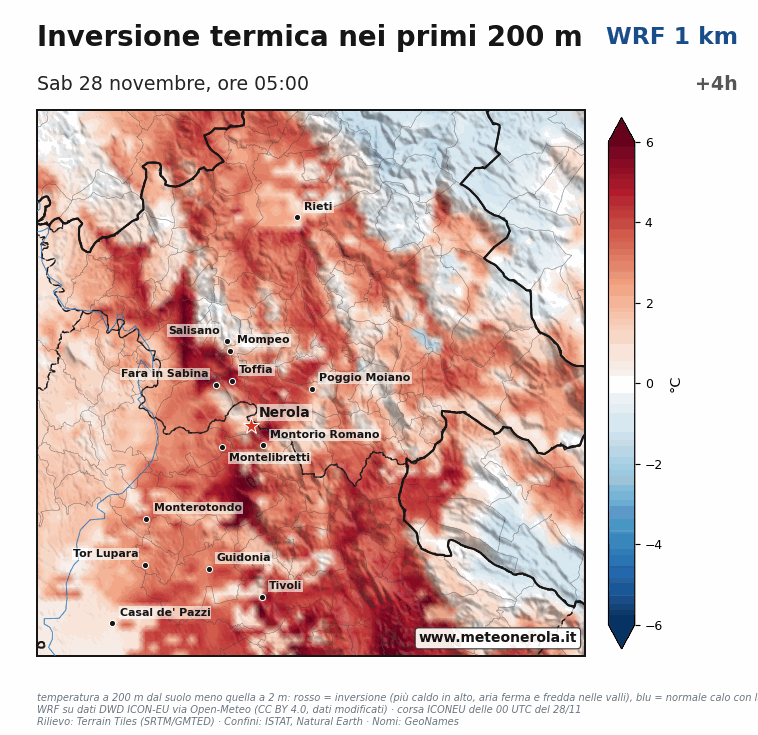 Inversione termica nei primi 200 m WRF 1 km
Sab 28 novembre, ore 05:00 +4h
Rieti
Salisano
Mompeo
Toffia
Fara in Sabina
Poggio Moiano
Nerola
Montorio Romano
Montelibretti
Monterotondo
Tor Lupara
Guidonia
Tivoli
Casal de' Pazzi
www.meteonerola.it
6
4
2
0
−2
−4
−6
°C
temperatura a 200 m dal suolo meno quella a 2 m: rosso = inversione (più caldo in alto, aria ferma e fredda nelle valli), blu = normale calo con l
WRF su dati DWD ICON-EU via Open-Meteo (CC BY 4.0, dati modificati) · corsa ICONEU delle 00 UTC del 28/11
Rilievo: Terrain Tiles (SRTM/GMTED) · Confini: ISTAT, Natural Earth · Nomi: GeoNames